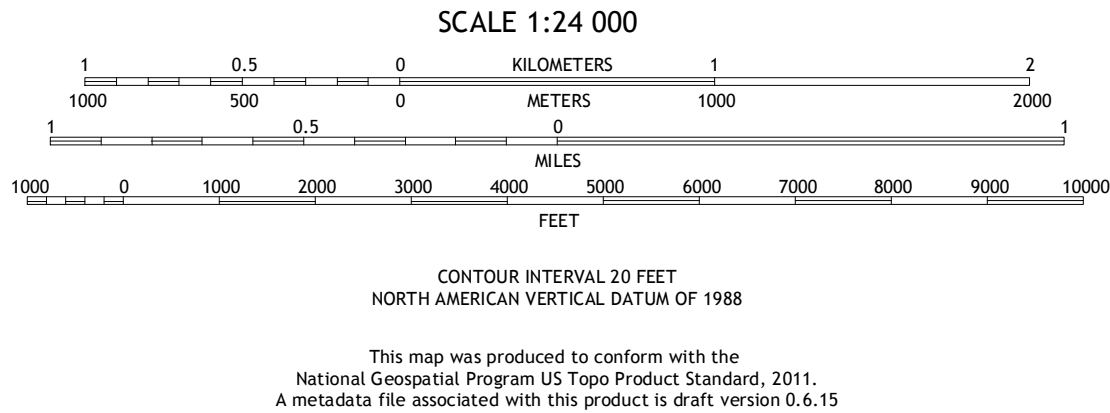 SCALE 1:24 000
1 0.5 0 KILOMETERS 1 2
1000 500 0 METERS 1000 2000
1 0.5 0 1
MILES
1000 0 1000 2000 3000 4000 5000 6000 7000 8000 9000 10000
FEET
CONTOUR INTERVAL 20 FEET
NORTH AMERICAN VERTICAL DATUM OF 1988
This map was produced to conform with the
National Geospatial Program US Topo Product Standard, 2011.
A metadata file associated with this product is draft version 0.6.15